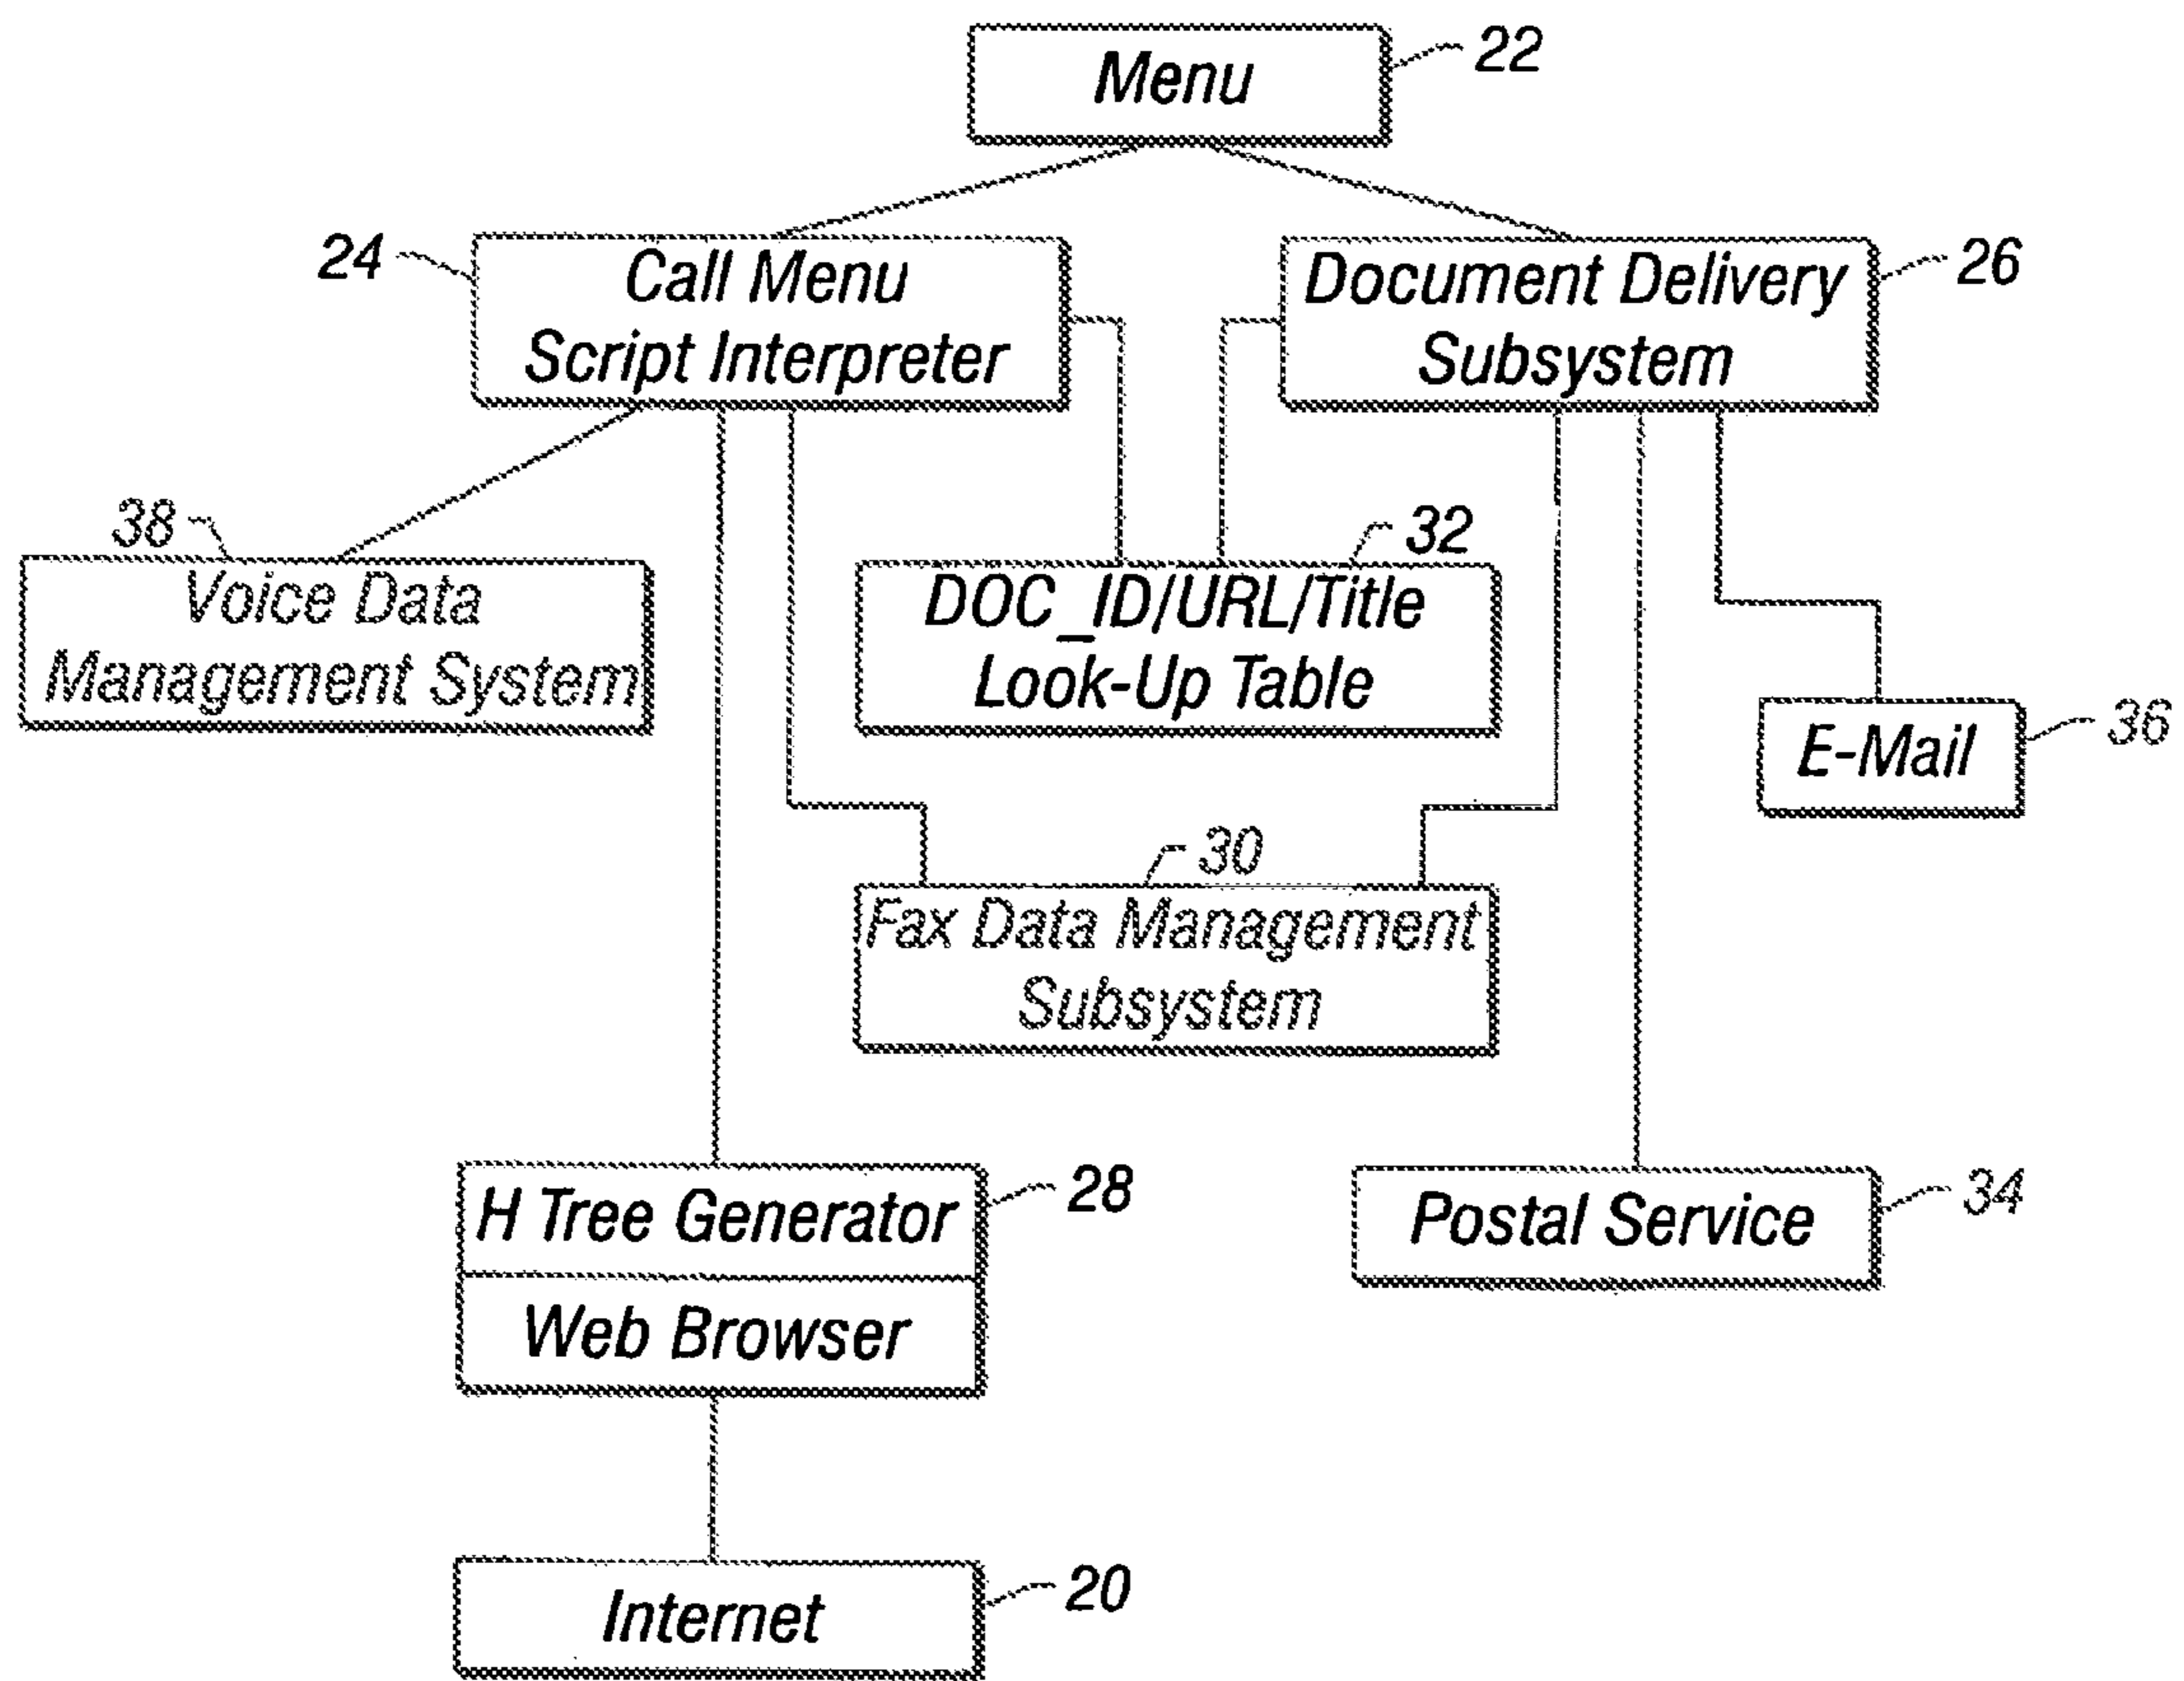 Menu
22
24
Call Menu
Script Interpreter
Document Delivery
Subsystem
26
38
Voice Data
Management System
32
DOC_ID/URL/Title
Look-Up Table
E-Mail
36
30
Fax Data Management
Subsystem
H Tree Generator
28
Web Browser
Postal Service
34
Internet
20